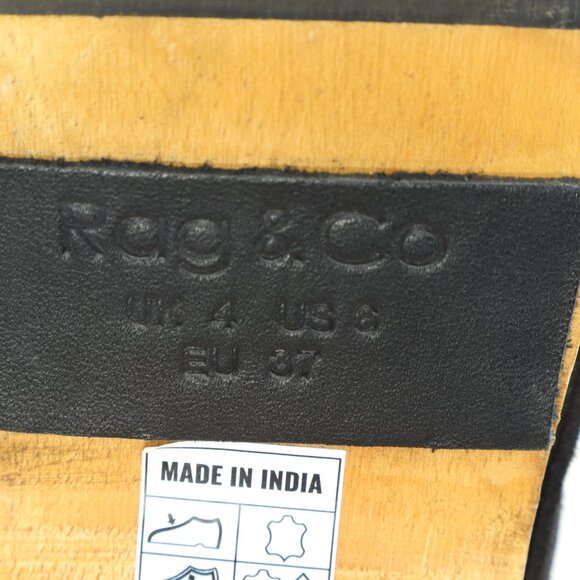 Rag & Co
UK 4 US 6
EU 37
MADE IN INDIA